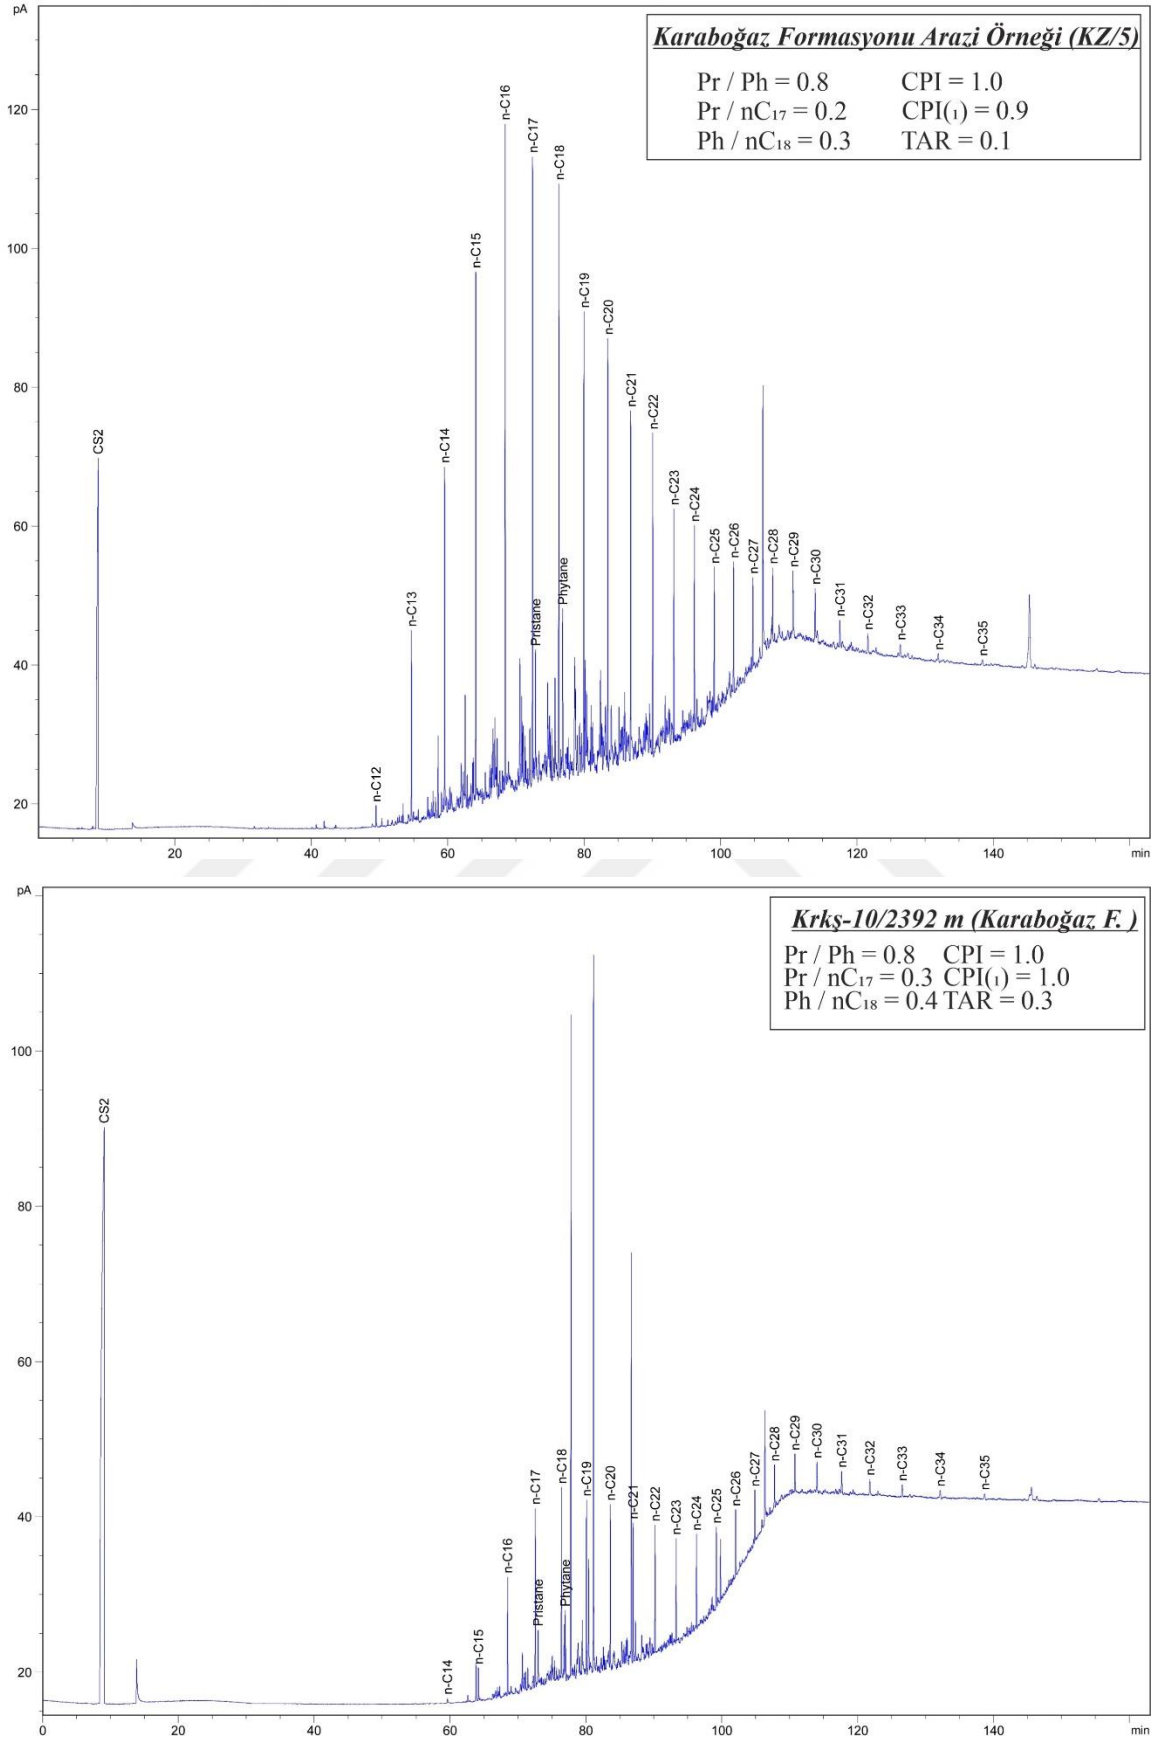 pA
Karaboğaz Formasyonu Arazi Örneği (KZ/5)
Pr / Ph = 0.8 CPI = 1.0
Pr / nC₁₇ = 0.2 CPI(₁) = 0.9
Ph / nC₁₈ = 0.3 TAR = 0.1
120
100
80
60
40
20
CS2
n-C12
n-C13
n-C14
n-C15
n-C16
n-C17
Pristane
n-C18
Phytane
n-C19
n-C20
n-C21
n-C22
n-C23
n-C24
n-C25
n-C26
n-C27
n-C28
n-C29
n-C30
n-C31
n-C32
n-C33
n-C34
n-C35
20 40 60 80 100 120 140 min
pA
Krkş-10/2392 m (Karaboğaz F. )
Pr / Ph = 0.8 CPI = 1.0
Pr / nC₁₇ = 0.3 CPI(₁) = 1.0
Ph / nC₁₈ = 0.4 TAR = 0.3
100
80
60
40
20
CS2
n-C14
n-C15
n-C16
n-C17
Pristane
n-C18
Phytane
n-C19
n-C20
n-C21
n-C22
n-C23
n-C24
n-C25
n-C26
n-C27
n-C28
n-C29
n-C30
n-C31
n-C32
n-C33
n-C34
n-C35
0 20 40 60 80 100 120 140 min